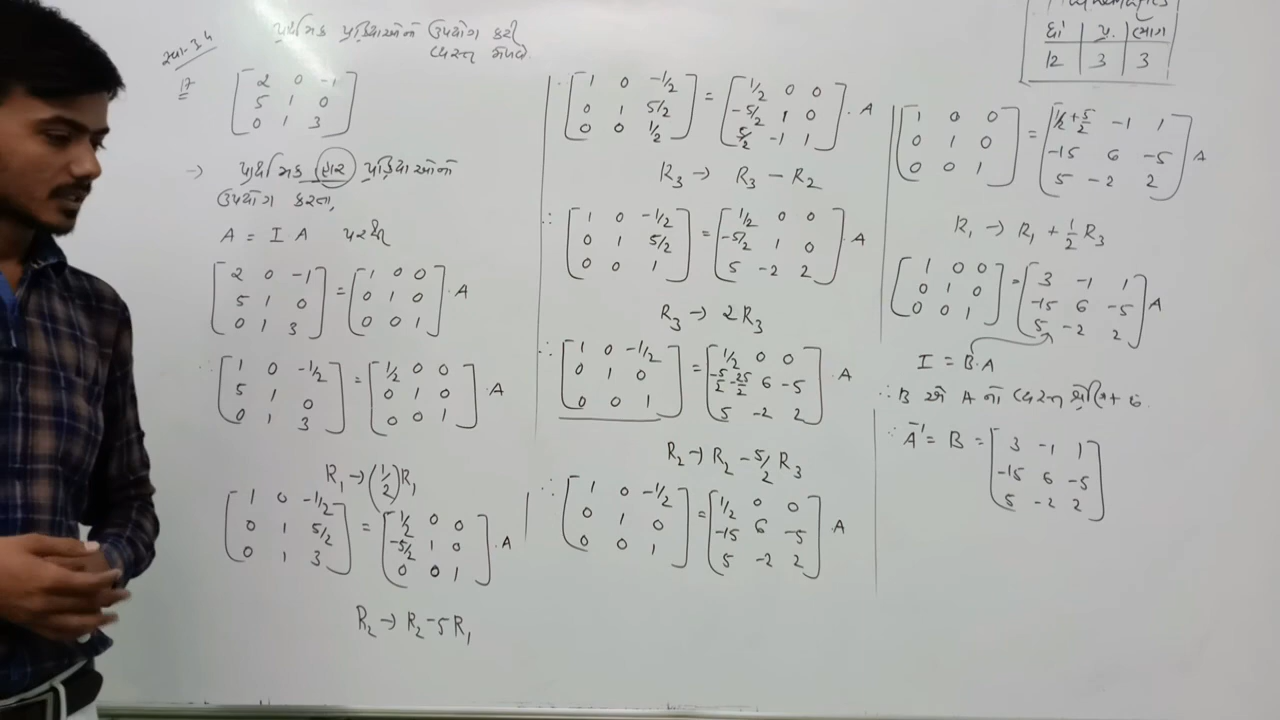 સ્વા-3.4
પ્રાથમિક પ્રક્રિયાઓનો ઉપયોગ કરી
વ્યસ્ત મેળવો.
17
[ 2 0 -1
5 1 0
0 1 3 ]
→ પ્રાથમિક હાર પ્રક્રિયાઓનો
ઉપયોગ કરતા,
A = I A પરથી
[ 2 0 -1
5 1 0
0 1 3 ] = [ 1 0 0
0 1 0
0 0 1 ] . A
∴ [ 1 0 -1/2
5 1 0
0 1 3 ] = [ 1/2 0 0
0 1 0
0 0 1 ] . A
R₁ → (1/2) R₁
[ 1 0 -1/2
0 1 5/2
0 1 3 ] = [ 1/2 0 0
-5/2 1 0
0 0 1 ] . A
R₂ → R₂ - 5R₁
∴ [ 1 0 -1/2
0 1 5/2
0 0 1/2 ] = [ 1/2 0 0
-5/2 1 0
5/2 -1 1 ] . A
R₃ → R₃ - R₂
∴ [ 1 0 -1/2
0 1 5/2
0 0 1 ] = [ 1/2 0 0
-5/2 1 0
5 -2 2 ] . A
R₃ → 2R₃
∴ [ 1 0 -1/2
0 1 0
0 0 1 ] = [ 1/2 0 0
-5/2 -25/2 6 -5
5 -2 2 ] . A
R₂ → R₂ - 5/2 R₃
∴ [ 1 0 -1/2
0 1 0
0 0 1 ] = [ 1/2 0 0
-15 6 -5
5 -2 2 ] . A
Mathematics
ધો પ્ર. ભાગ
12 3 3
[ 1 0 0
0 1 0
0 0 1 ] = [ 1/2 + 5/2 -1 1
-15 6 -5
5 -2 2 ] A
R₁ → R₁ + 1/2 R₃
[ 1 0 0
0 1 0
0 0 1 ] = [ 3 -1 1
-15 6 -5
5 -2 2 ] A
I = B.A
∴ B એ A નો વ્યસ્ત શ્રેણિક છે.
∴ A⁻¹ = B = [ 3 -1 1
-15 6 -5
5 -2 2 ]